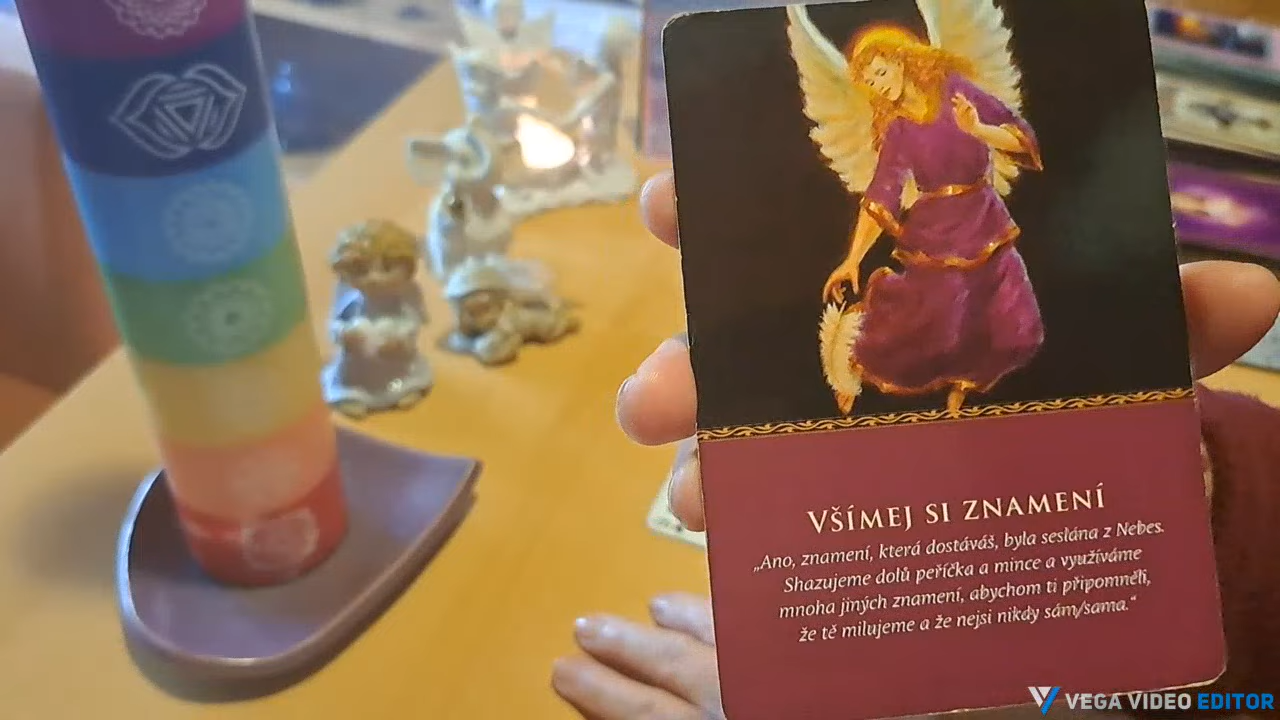 VŠÍMEJ SI ZNAMENÍ
„Ano, znamení, která dostáváš, byla seslána z Nebes.
Shazujeme dolů peříčka a mince a využíváme
mnoha jiných znamení, abychom ti připomněli,
že tě milujeme a že nejsi nikdy sám/sama.“
VEGA VIDEO EDITOR